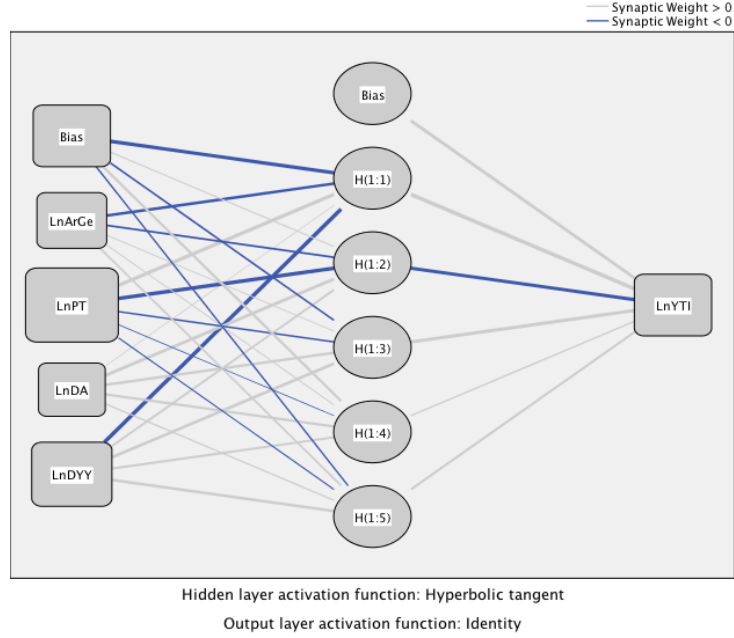 Synaptic Weight > 0
Synaptic Weight < 0
Bias
Bias
H(1:1)
LnArGe
H(1:2)
LnPT
LnYTI
H(1:3)
LnDA
H(1:4)
LnDYY
H(1:5)
Hidden layer activation function: Hyperbolic tangent
Output layer activation function: Identity